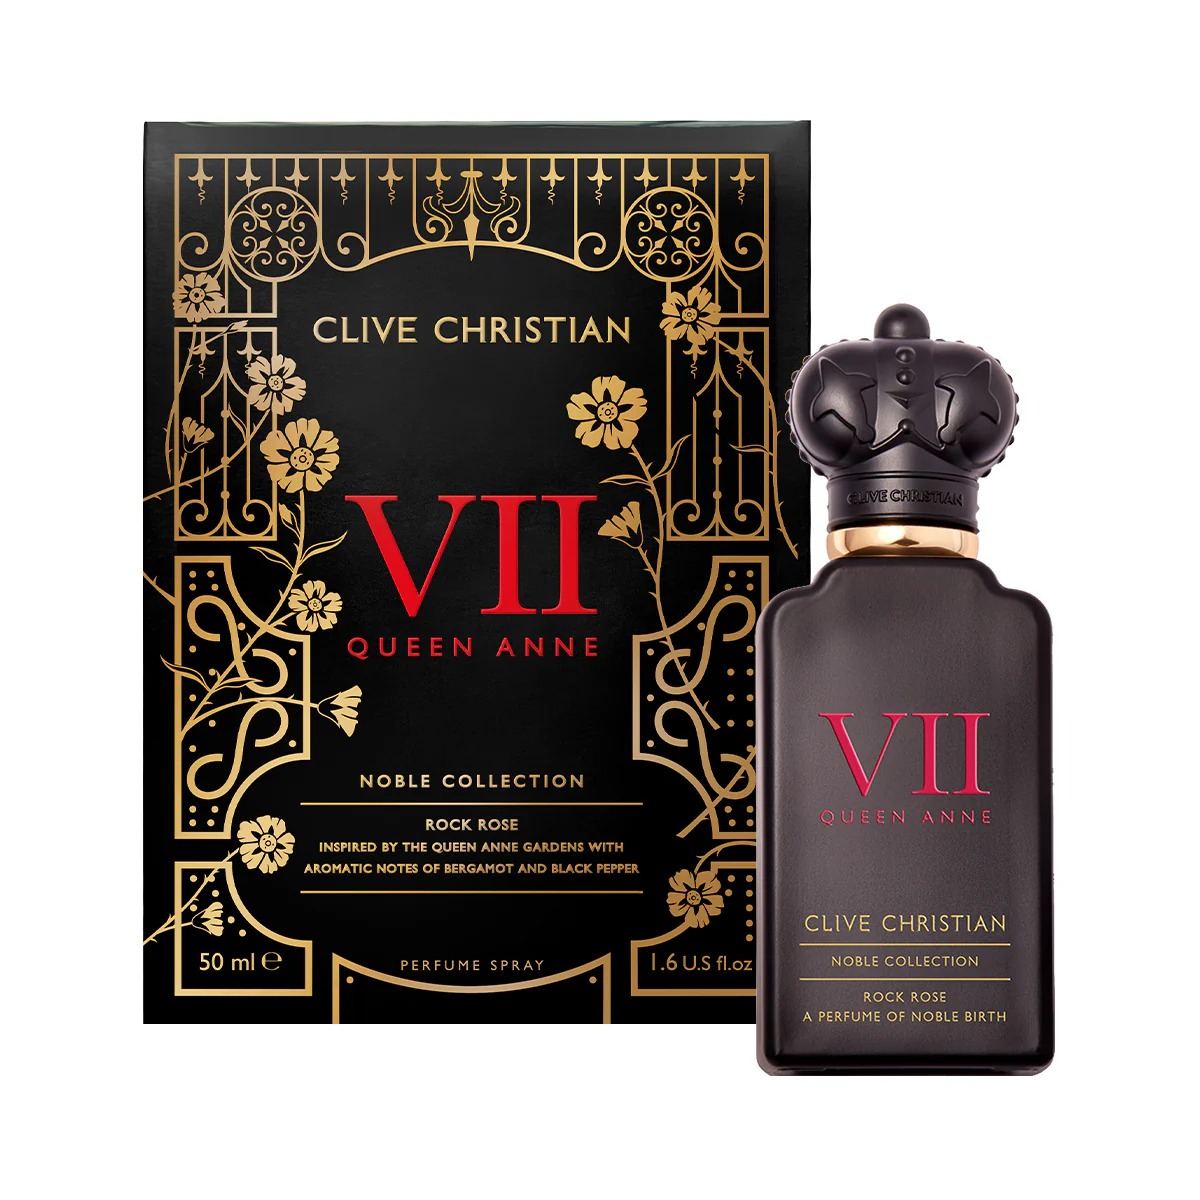 CLIVE CHRISTIAN
VII
QUEEN ANNE
NOBLE COLLECTION
ROCK ROSE
INSPIRED BY THE QUEEN ANNE GARDENS WITH
AROMATIC NOTES OF BERGAMOT AND BLACK PEPPER
50 ml ℮
PERFUME SPRAY
1.6 U.S fl.oz
CLIVE CHRISTIAN
VII
QUEEN ANNE
CLIVE CHRISTIAN
NOBLE COLLECTION
ROCK ROSE
A PERFUME OF NOBLE BIRTH